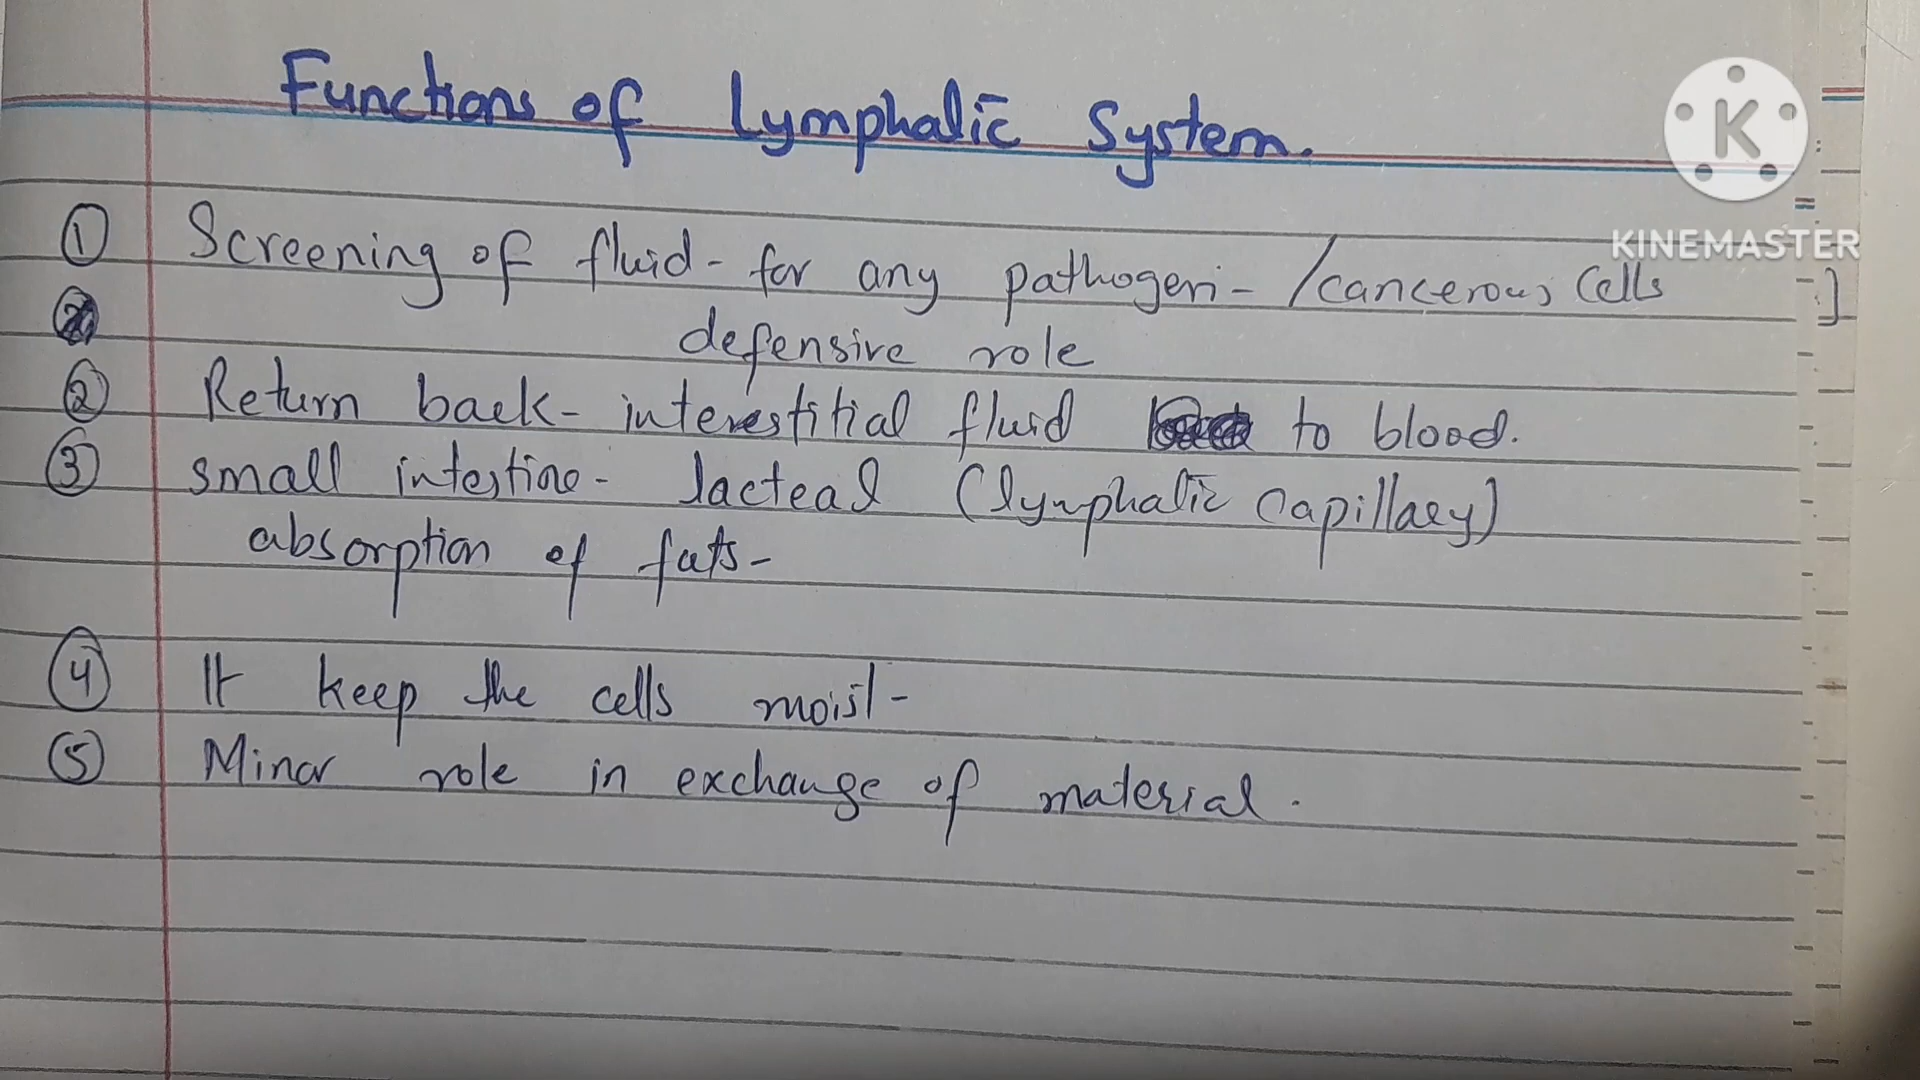 Functions of Lymphatic System.
K
KINEMASTER
① Screening of fluid - for any pathogen - /cancerous cells
defensive role
② Return back - interestitial fluid to blood.
③ small intestine - lacteal (lymphatic capillary)
absorption of fats -
④ It keep the cells moist -
⑤ Minor role in exchange of material.